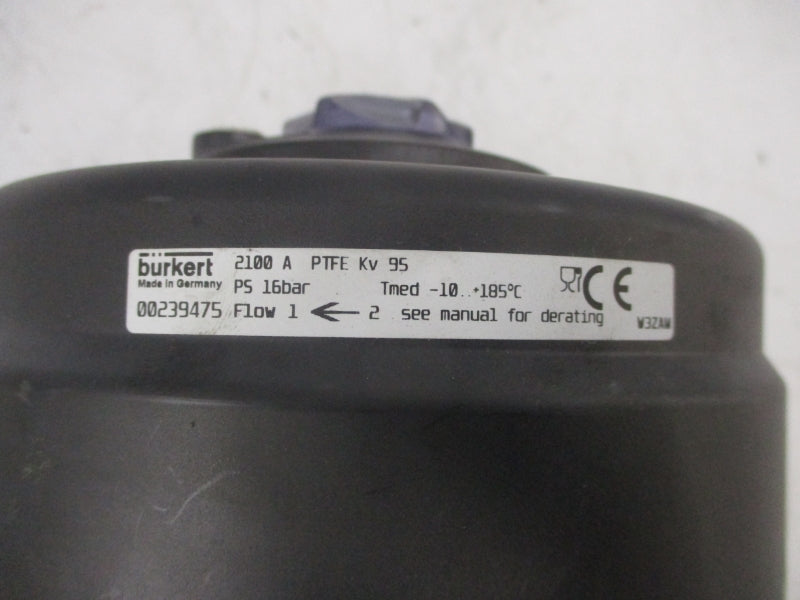 bürkert 2100 A PTFE Kv 95
Made in Germany PS 16bar Tmed -10..+185°C CE
00239475 Flow 1 ← 2 see manual for derating W3ZAW